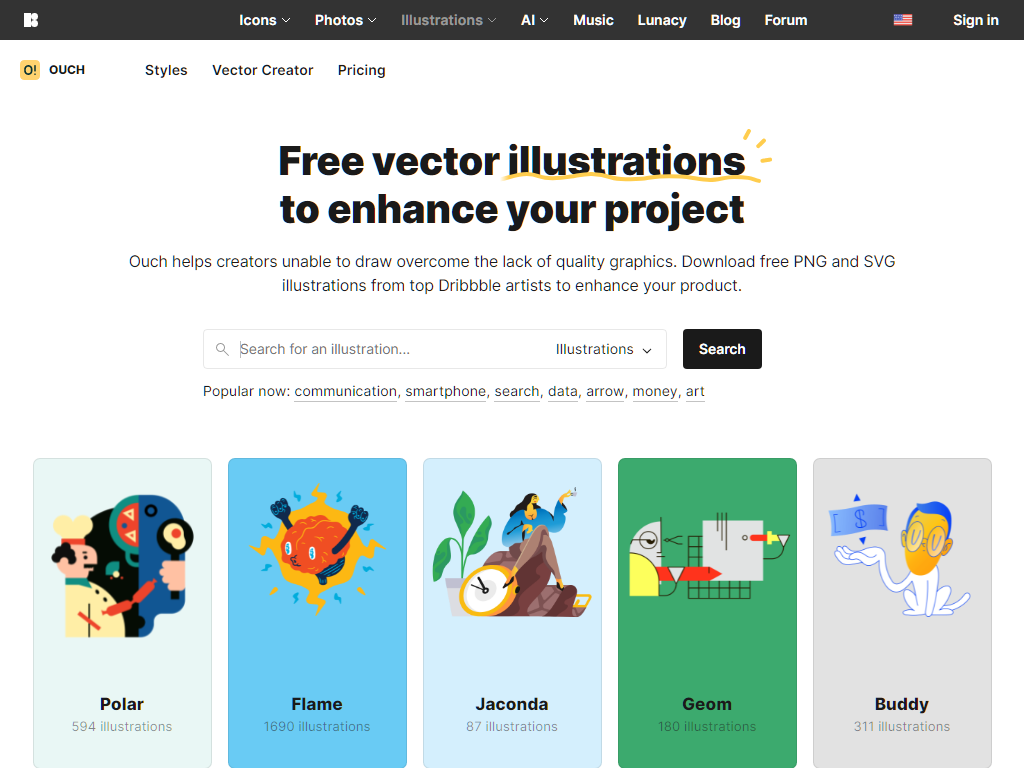 Icons Photos Illustrations AI Music Lunacy Blog Forum Sign in
O! OUCH Styles Vector Creator Pricing
Free vector illustrations
to enhance your project
Ouch helps creators unable to draw overcome the lack of quality graphics. Download free PNG and SVG
illustrations from top Dribbble artists to enhance your product.
Search for an illustration... Illustrations Search
Popular now: communication, smartphone, search, data, arrow, money, art
$
Polar Flame Jaconda Geom Buddy
594 illustrations 1690 illustrations 87 illustrations 180 illustrations 311 illustrations